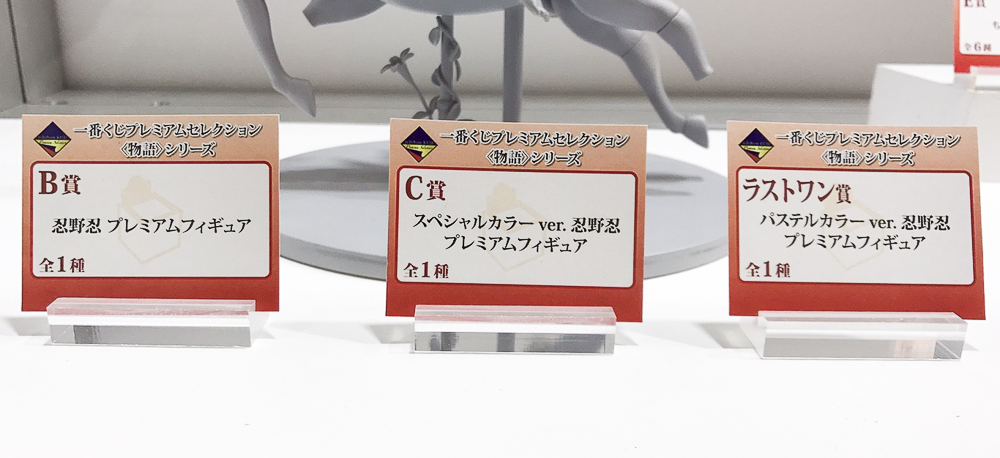 一番くじプレミアムセレクション
〈物語〉シリーズ
B賞
忍野忍 プレミアムフィギュア
全1種
一番くじプレミアムセレクション
〈物語〉シリーズ
C賞
スペシャルカラー ver. 忍野忍
プレミアムフィギュア
全1種
一番くじプレミアムセレクション
〈物語〉シリーズ
ラストワン賞
パステルカラー ver. 忍野忍
プレミアムフィギュア
全1種
E賞
ち
全6種